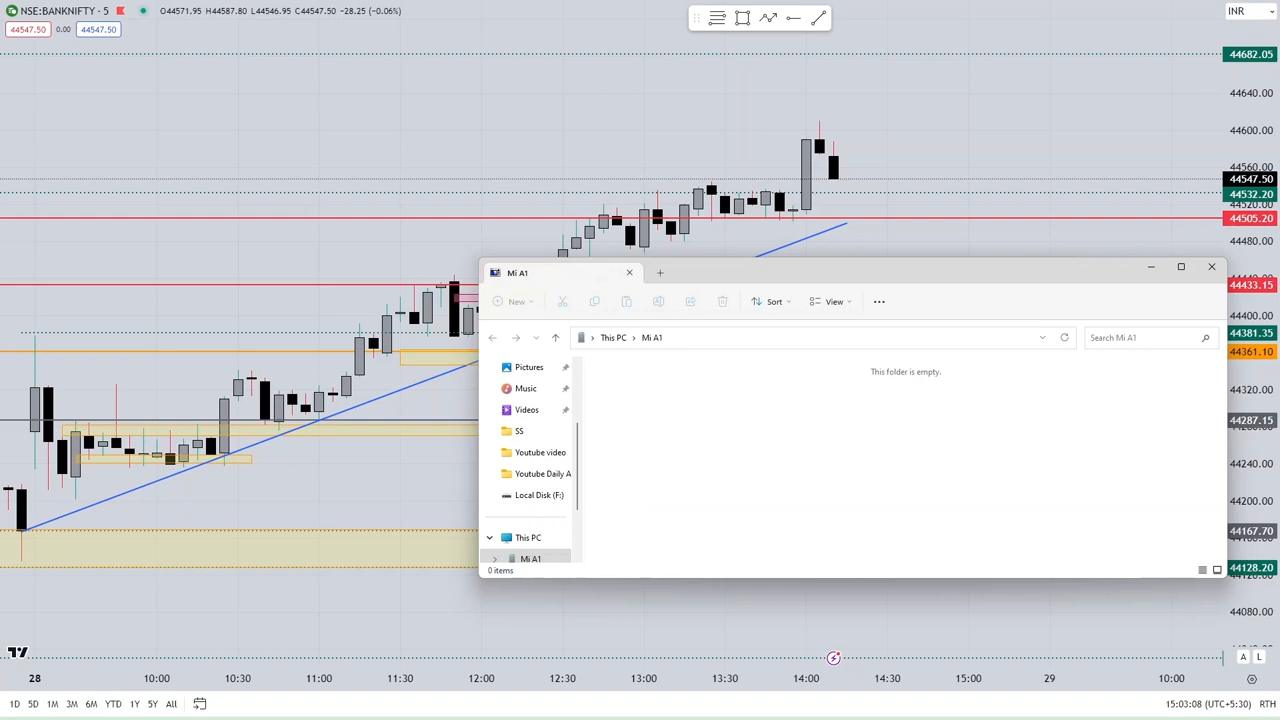 NSE:BANKNIFTY · 5 O44571.95 H44587.80 L44546.95 C44547.50 −28.25 (−0.06%)
INR
44547.50 0.00 44547.50
44682.05
44640.00
44600.00
44560.00
44547.50
44532.20
44520.00
44505.20
44480.00
44433.15
44400.00
44381.35
44361.10
44320.00
44287.15
44240.00
44200.00
44167.70
44128.20
44080.00
Mi A1
New Sort View
This PC Mi A1 Search Mi A1
Pictures
This folder is empty.
Music
Videos
SS
Youtube video
Youtube Daily A
Local Disk (F:)
This PC
Mi A1
0 items
A L
28 10:00 10:30 11:00 11:30 12:00 12:30 13:00 13:30 14:00 14:30 15:00 29 10:00
1D 5D 1M 3M 6M YTD 1Y 5Y All 15:03:08 (UTC+5:30) RTH